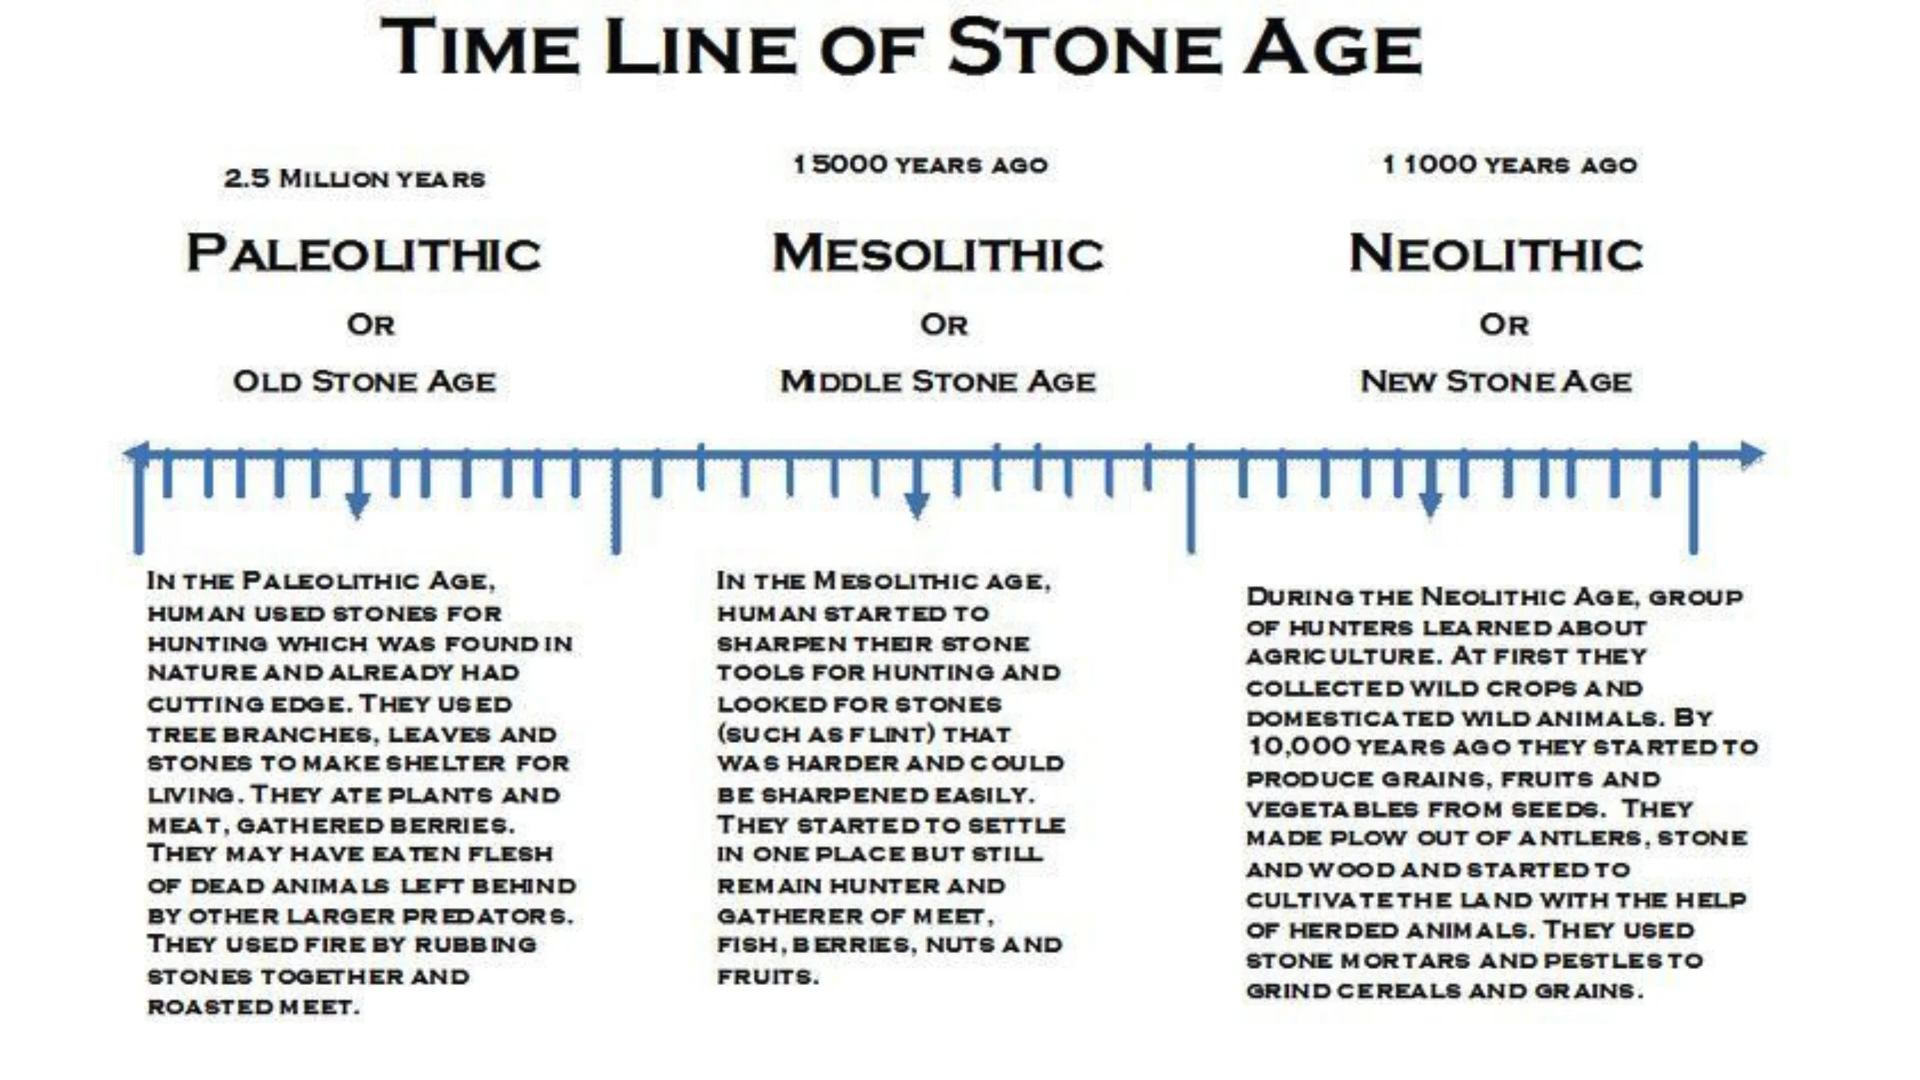 TIME LINE OF STONE AGE
2.5 MILLION YEARS
PALEOLITHIC
OR
OLD STONE AGE
15000 YEARS AGO
MESOLITHIC
OR
MIDDLE STONE AGE
11000 YEARS AGO
NEOLITHIC
OR
NEW STONE AGE
IN THE PALEOLITHIC AGE,
HUMAN USED STONES FOR
HUNTING WHICH WAS FOUND IN
NATURE AND ALREADY HAD
CUTTING EDGE. THEY USED
TREE BRANCHES, LEAVES AND
STONES TO MAKE SHELTER FOR
LIVING. THEY ATE PLANTS AND
MEAT, GATHERED BERRIES.
THEY MAY HAVE EATEN FLESH
OF DEAD ANIMALS LEFT BEHIND
BY OTHER LARGER PREDATORS.
THEY USED FIRE BY RUBBING
STONES TOGETHER AND
ROASTED MEET.
IN THE MESOLITHIC AGE,
HUMAN STARTED TO
SHARPEN THEIR STONE
TOOLS FOR HUNTING AND
LOOKED FOR STONES
(SUCH AS FLINT) THAT
WAS HARDER AND COULD
BE SHARPENED EASILY.
THEY STARTED TO SETTLE
IN ONE PLACE BUT STILL
REMAIN HUNTER AND
GATHERER OF MEET,
FISH, BERRIES, NUTS AND
FRUITS.
DURING THE NEOLITHIC AGE, GROUP
OF HUNTERS LEARNED ABOUT
AGRICULTURE. AT FIRST THEY
COLLECTED WILD CROPS AND
DOMESTICATED WILD ANIMALS. BY
10,000 YEARS AGO THEY STARTED TO
PRODUCE GRAINS, FRUITS AND
VEGETABLES FROM SEEDS. THEY
MADE PLOW OUT OF ANTLERS, STONE
AND WOOD AND STARTED TO
CULTIVATE THE LAND WITH THE HELP
OF HERDED ANIMALS. THEY USED
STONE MORTARS AND PESTLES TO
GRIND CEREALS AND GRAINS.